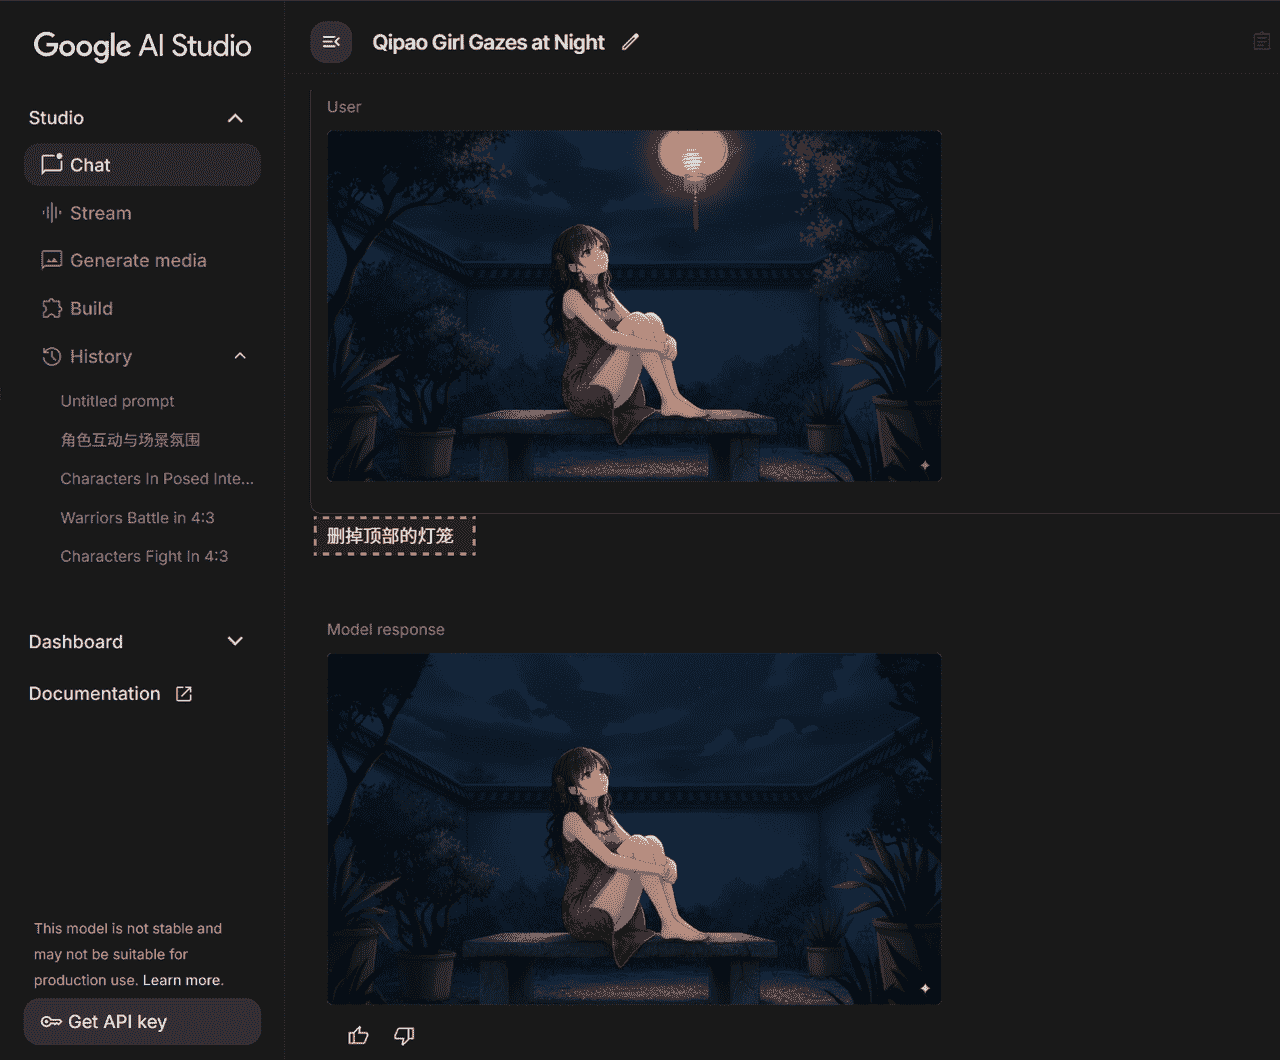 Google AI Studio
Qipao Girl Gazes at Night
Studio
Chat
Stream
Generate media
Build
History
Untitled prompt
角色互动与场景氛围
Characters In Posed Inte...
Warriors Battle in 4:3
Characters Fight In 4:3
Dashboard
Documentation
This model is not stable and
may not be suitable for
production use. Learn more.
Get API key
User
删掉顶部的灯笼
Model response